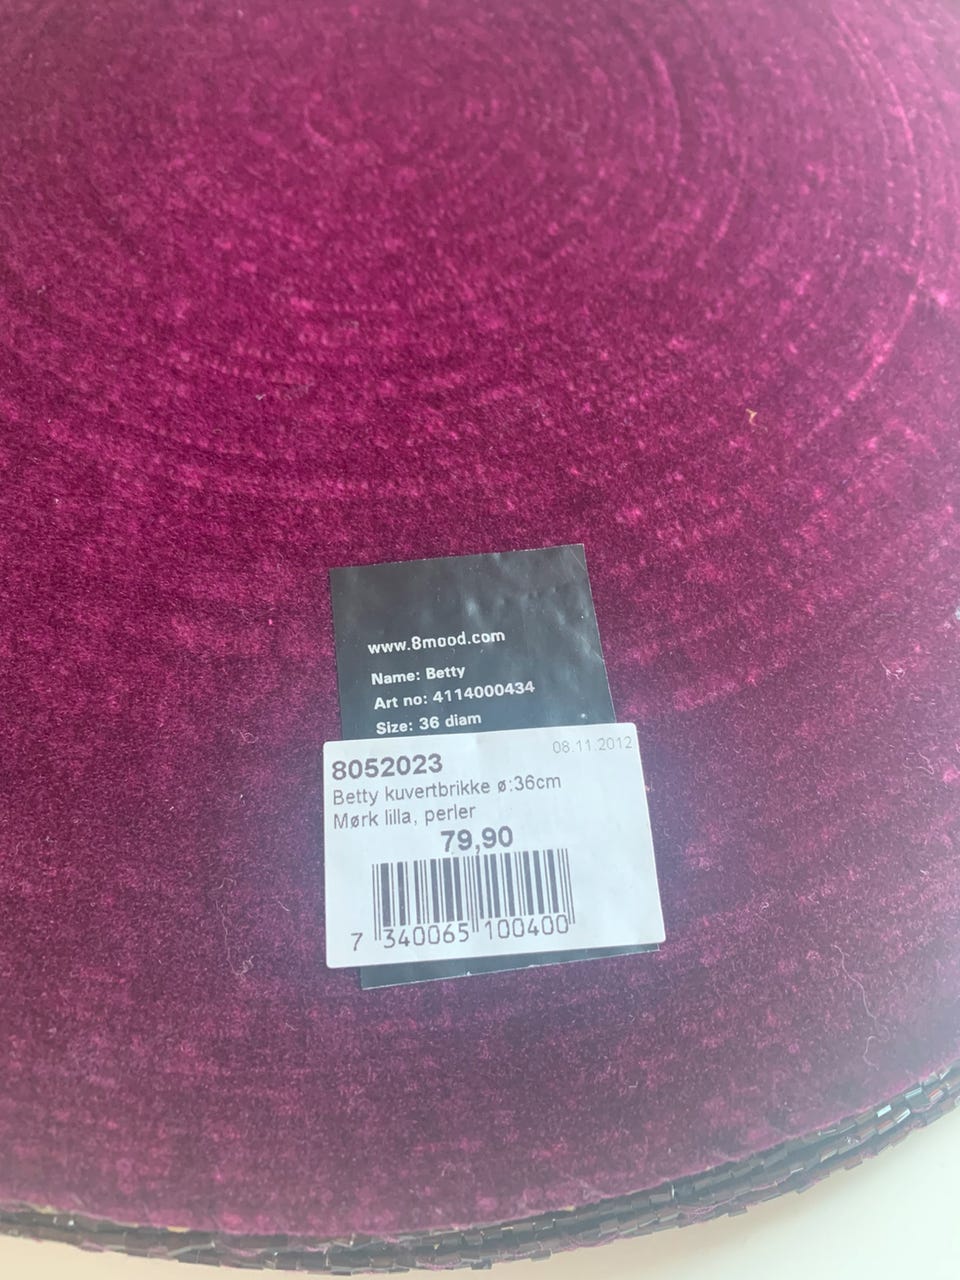 www.8mood.com
Name: Betty
Art no: 4114000434
Size: 36 diam
08.11.2012
8052023
Betty kuvertbrikke ø:36cm
Mørk lilla, perler
79,90
7 340065 100400